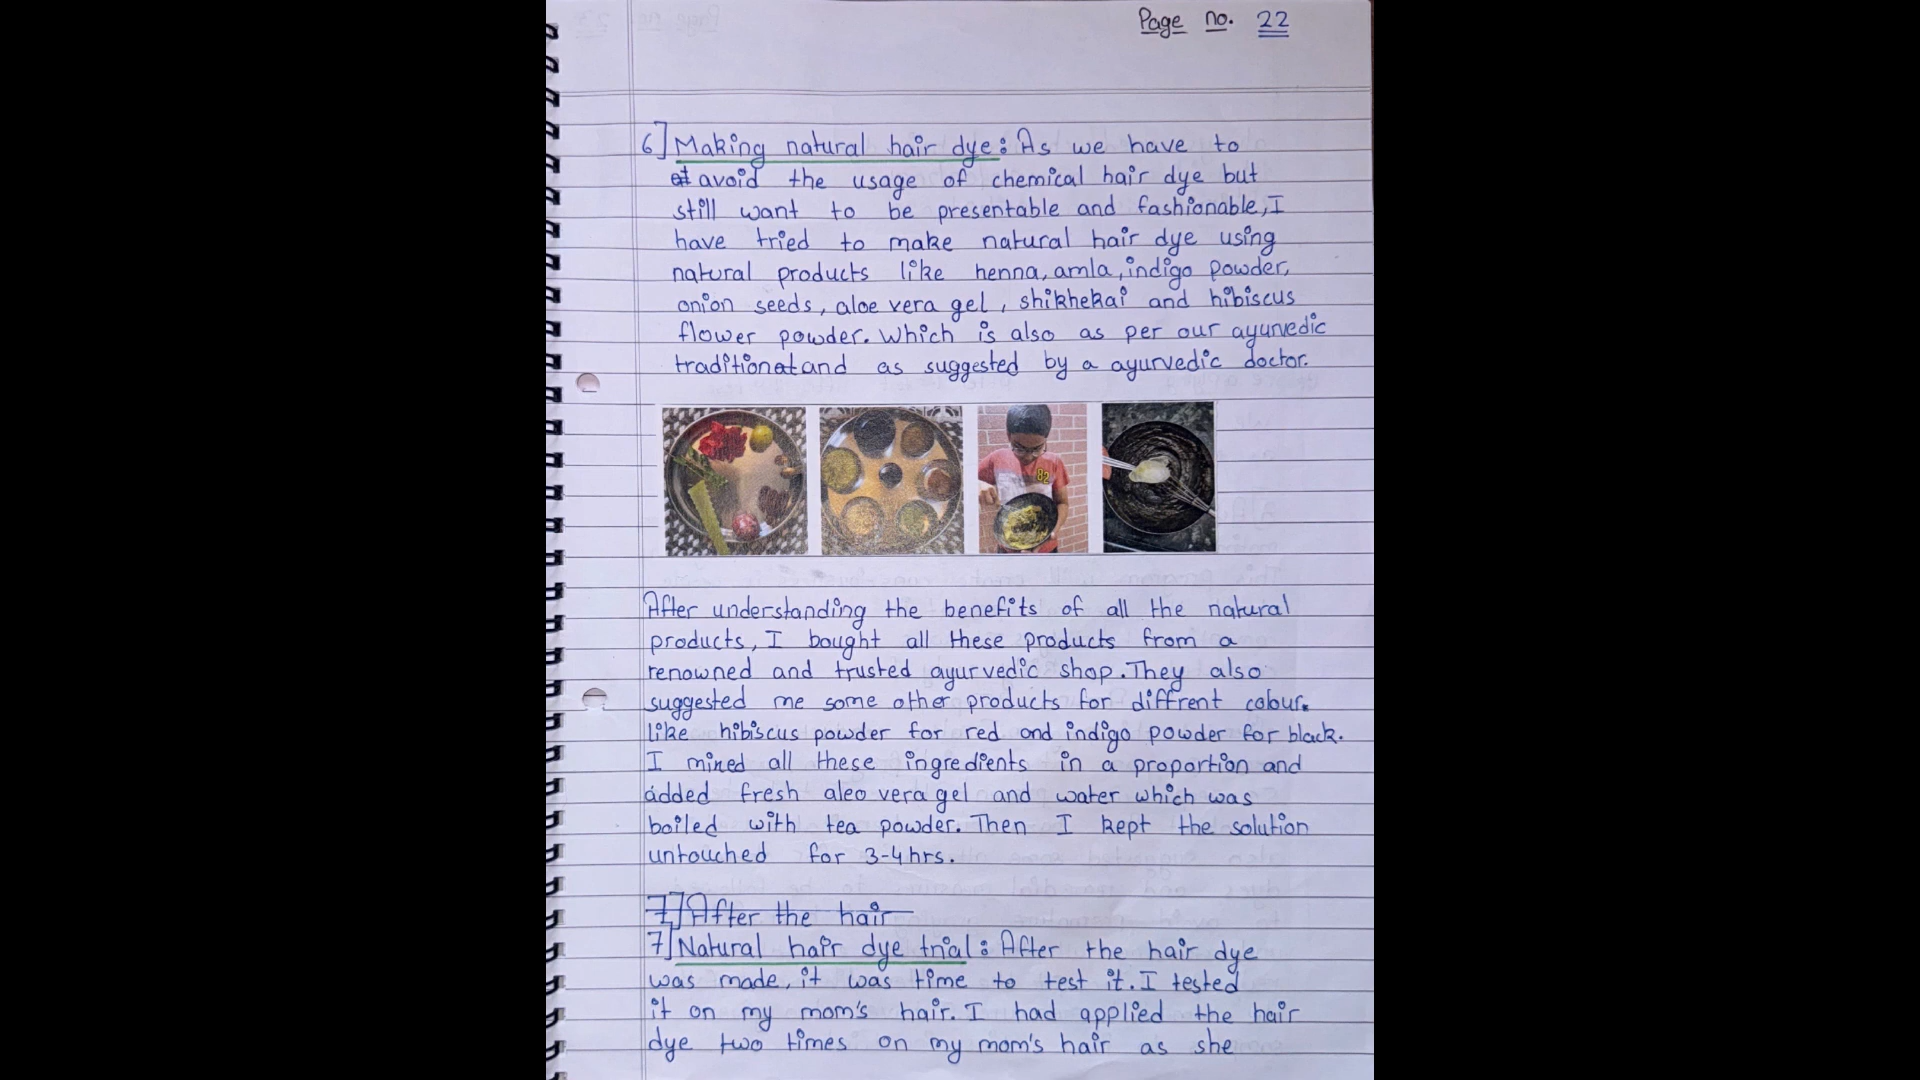 Page no. 22
6] Making natural hair dye: As we have to
avoid the usage of chemical hair dye but
still want to be presentable and fashionable, I
have tried to make natural hair dye using
natural products like henna, amla, indigo powder,
onion seeds, aloe vera gel, shikhekai and hibiscus
flower powder. Which is also as per our ayurvedic
tradition and as suggested by a ayurvedic doctor.
82
After understanding the benefits of all the natural
products, I bought all these products from a
renowned and trusted ayurvedic shop. They also
suggested me some other products for diffrent colour.
like hibiscus powder for red and indigo powder for black.
I mixed all these ingredients in a proportion and
added fresh aleo vera gel and water which was
boiled with tea powder. Then I kept the solution
untouched for 3-4 hrs.
7] After the hair
7] Natural hair dye trial: After the hair dye
was made, it was time to test it. I tested
it on my mom's hair. I had applied the hair
dye two times on my mom's hair as she